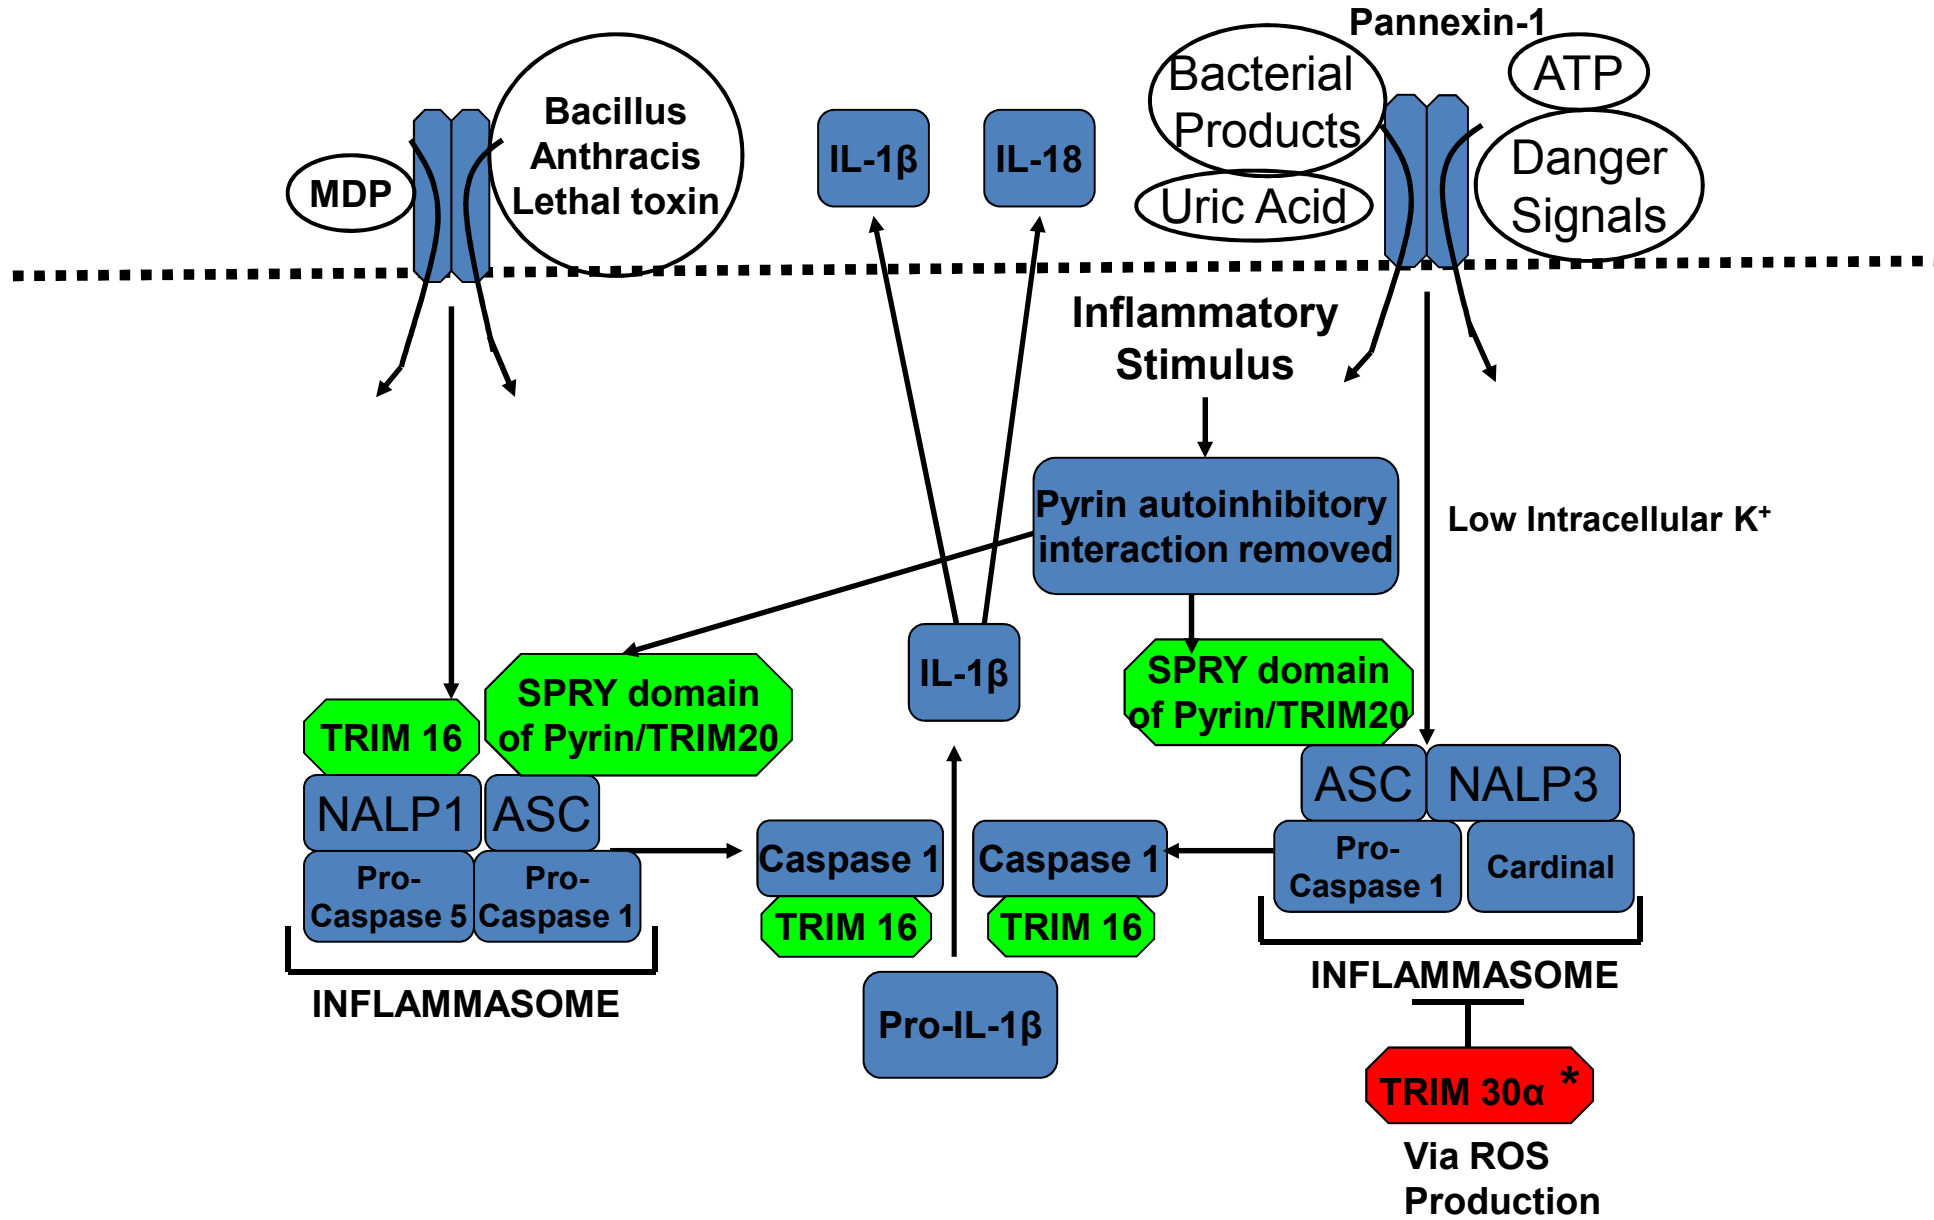 Pannexin-1
Bacillus
Anthracis
Lethal toxin
MDP
IL-1β
IL-18
Bacterial
Products
Uric Acid
ATP
Danger
Signals
Inflammatory
Stimulus
Pyrin autoinhibitory
interaction removed
Low Intracellular K⁺
SPRY domain
of Pyrin/TRIM20
TRIM 16
IL-1β
SPRY domain
of Pyrin/TRIM20
NALP1
ASC
Pro-
Caspase 5
Pro-
Caspase 1
INFLAMMASOME
Caspase 1
TRIM 16
Caspase 1
TRIM 16
Pro-IL-1β
ASC
NALP3
Pro-
Caspase 1
Cardinal
INFLAMMASOME
TRIM 30α *
Via ROS
Production